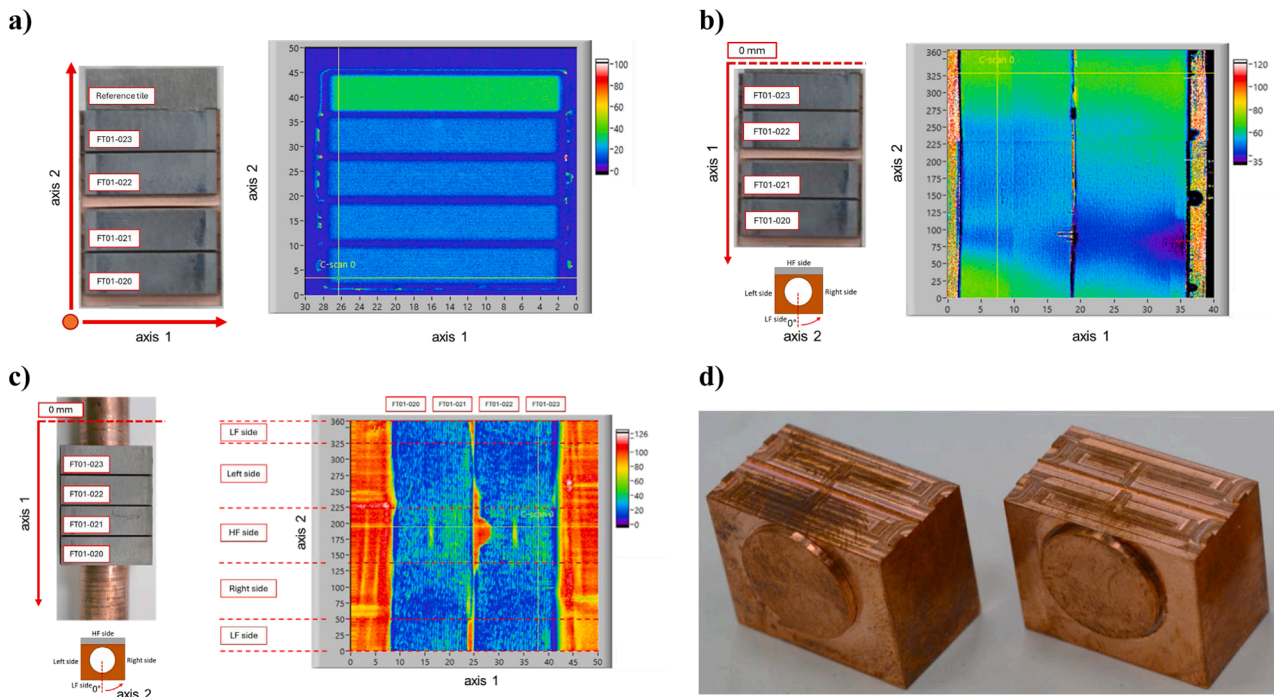 a)
Reference tile
FT01-023
FT01-022
FT01-021
FT01-020
axis 2
axis 1
50
45
40
35
30
25
20
15
10
5
0
C-scan 0
30 28 26 24 22 20 18 16 14 12 10 8 6 4 2 0
axis 2
axis 1
100
80
60
40
20
0
b)
0 mm
FT01-023
FT01-022
FT01-021
FT01-020
axis 1
HF side
Left side
Right side
LF side
0°
axis 2
360
325
300
275
250
225
200
175
150
125
100
75
50
25
0
C-scan 0
0 5 10 15 20 25 30 35 40
axis 2
axis 1
120
100
80
60
35
c)
0 mm
FT01-023
FT01-022
FT01-021
FT01-020
axis 1
HF side
Left side
Right side
LF side
0°
axis 2
LF side
Left side
HF side
Right side
LF side
FT01-020 FT01-021 FT01-022 FT01-023
360
325
300
275
250
225
200
175
150
125
100
75
50
25
0
C-scan 0
0 5 10 15 20 25 30 35 40 45 50
axis 2
axis 1
126
100
80
60
40
20
0
d)